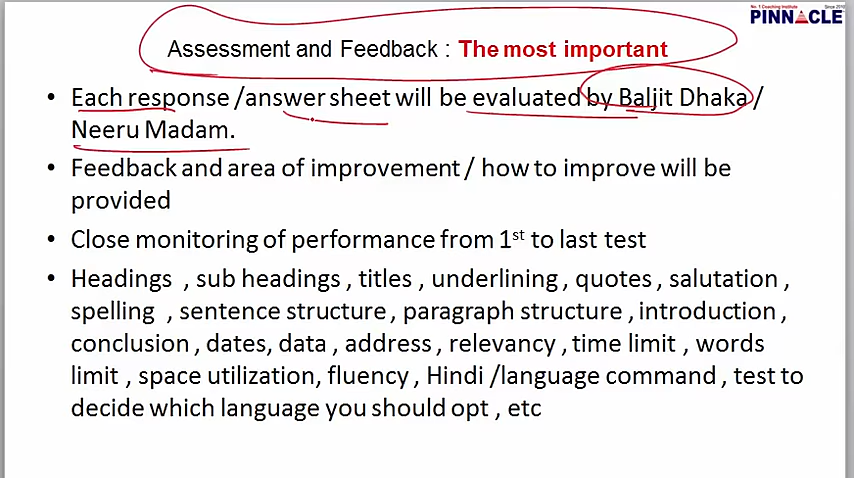 No. 1 Coaching Institute
PINNACLE
Assessment and Feedback : The most important
• Each response /answer sheet will be evaluated by Baljit Dhaka /
Neeru Madam.
• Feedback and area of improvement / how to improve will be
provided
• Close monitoring of performance from 1st to last test
• Headings , sub headings , titles , underlining , quotes , salutation ,
spelling , sentence structure , paragraph structure , introduction ,
conclusion , dates, data , address , relevancy , time limit , words
limit , space utilization, fluency , Hindi /language command , test to
decide which language you should opt , etc